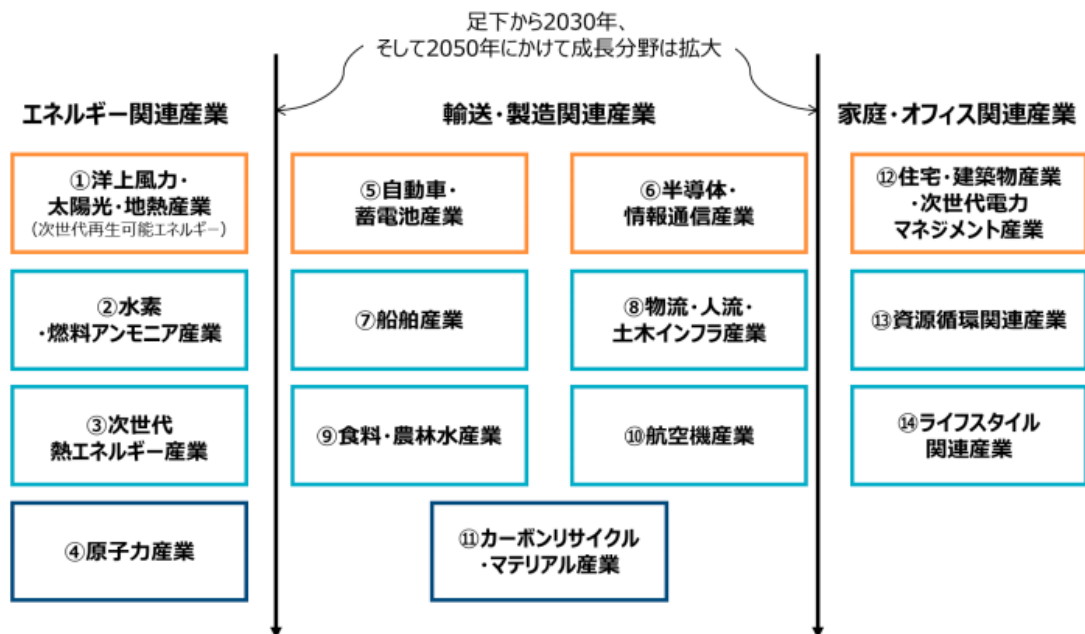 足下から2030年、
そして2050年にかけて成長分野は拡大
エネルギー関連産業
輸送・製造関連産業
家庭・オフィス関連産業
①洋上風力・
太陽光・地熱産業
（次世代再生可能エネルギー）
②水素
・燃料アンモニア産業
③次世代
熱エネルギー産業
④原子力産業
⑤自動車・
蓄電池産業
⑥半導体・
情報通信産業
⑦船舶産業
⑧物流・人流・
土木インフラ産業
⑨食料・農林水産業
⑩航空機産業
⑪カーボンリサイクル
・マテリアル産業
⑫住宅・建築物産業
・次世代電力
マネジメント産業
⑬資源循環関連産業
⑭ライフスタイル
関連産業